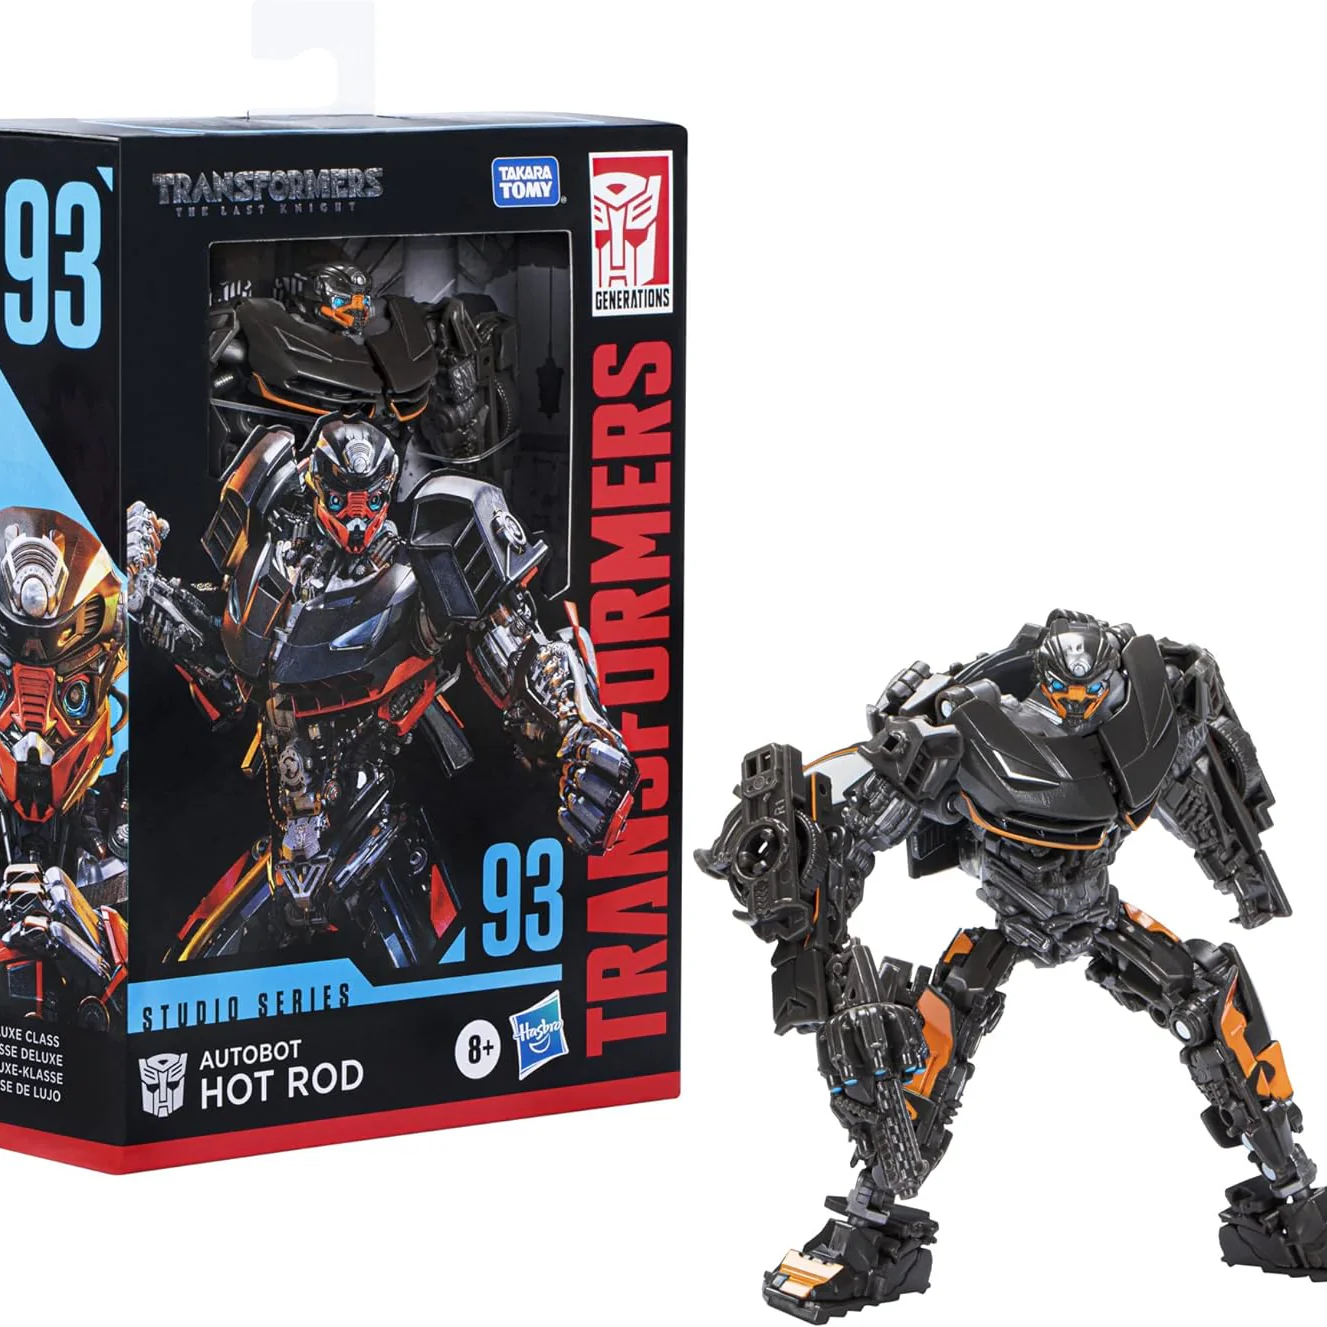 93
TRANSFORMERS
THE LAST KNIGHT
TAKARA
TOMY
GENERATIONS
TRANSFORMERS
93
STUDIO SERIES
AUTOBOT
HOT ROD
8+
Hasbro
UXE CLASS
SSE DELUXE
UXE-KLASSE
SE DE LUJO